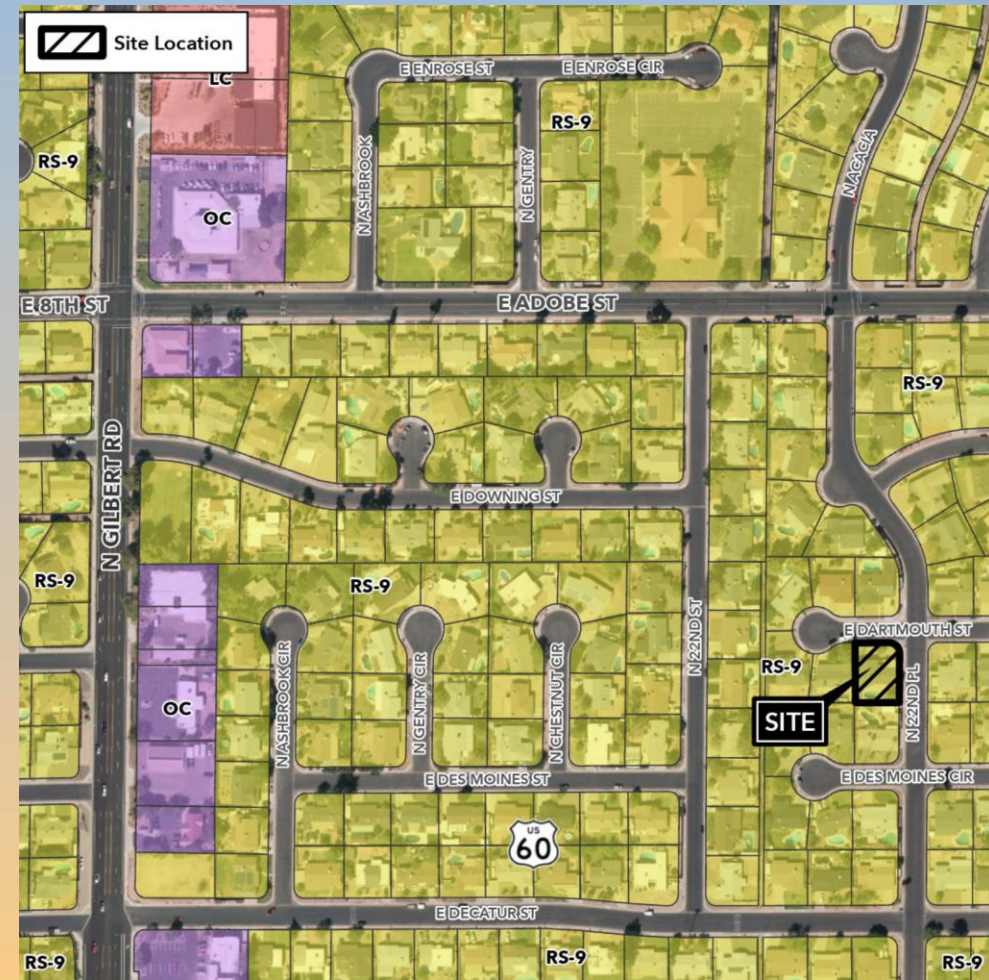 Site Location
LC
E ENROSE ST
E ENROSE CIR
RS-9
RS-9
N ASHBROOK
N GENTRY
N ACACIA
OC
E 8TH ST
E ADOBE ST
RS-9
N GILBERT RD
E DOWNING ST
RS-9
RS-9
N 22ND ST
E DARTMOUTH ST
N ASHBROOK CIR
N GENTRY CIR
N CHESTNUT CIR
RS-9
N 22ND PL
OC
SITE
E DES MOINES ST
E DES MOINES CIR
US
60
E DECATUR ST
RS-9
RS-9
RS-9